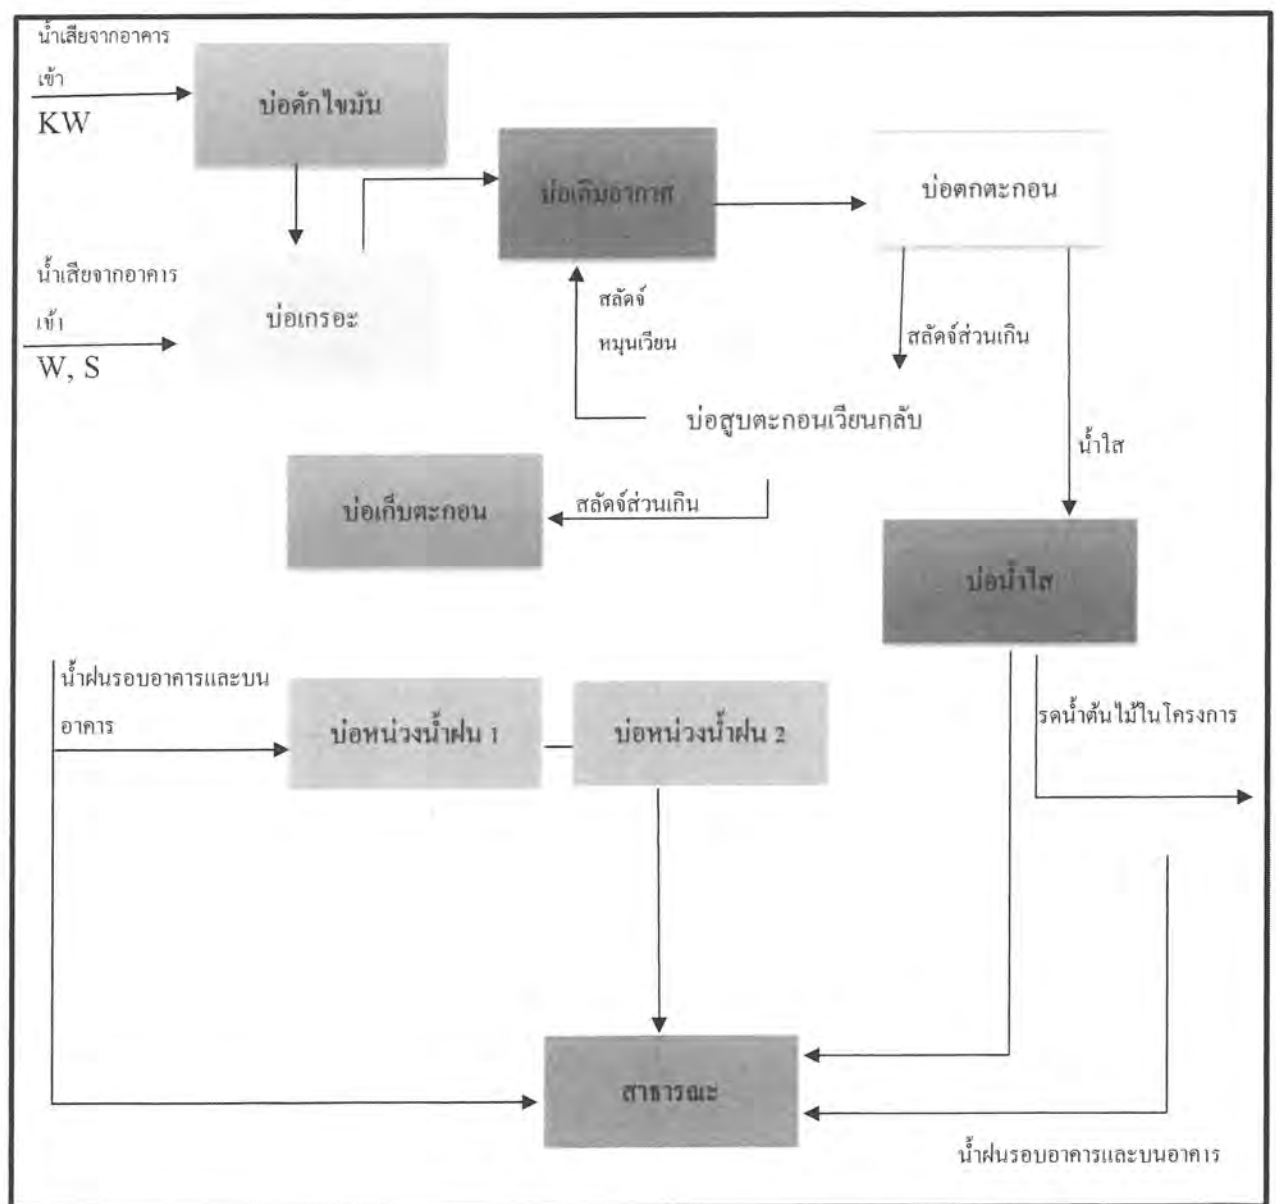 น้ำเสียจากอาคาร
เข้า
KW
บ่อดักไขมัน
บ่อเติมอากาศ
บ่อตกตะกอน
น้ำเสียจากอาคาร
เข้า
W, S
บ่อเกรอะ
สลัดจ์
หมุนเวียน
สลัดจ์ส่วนเกิน
บ่อสูบตะกอนเวียนกลับ
น้ำใส
บ่อเก็บตะกอน
สลัดจ์ส่วนเกิน
บ่อน้ำใส
น้ำฝนรอบอาคารและบน
อาคาร
บ่อหน่วงน้ำฝน 1
บ่อหน่วงน้ำฝน 2
รดน้ำต้นไม้ในโครงการ
สาธารณะ
น้ำฝนรอบอาคารและบนอาคาร